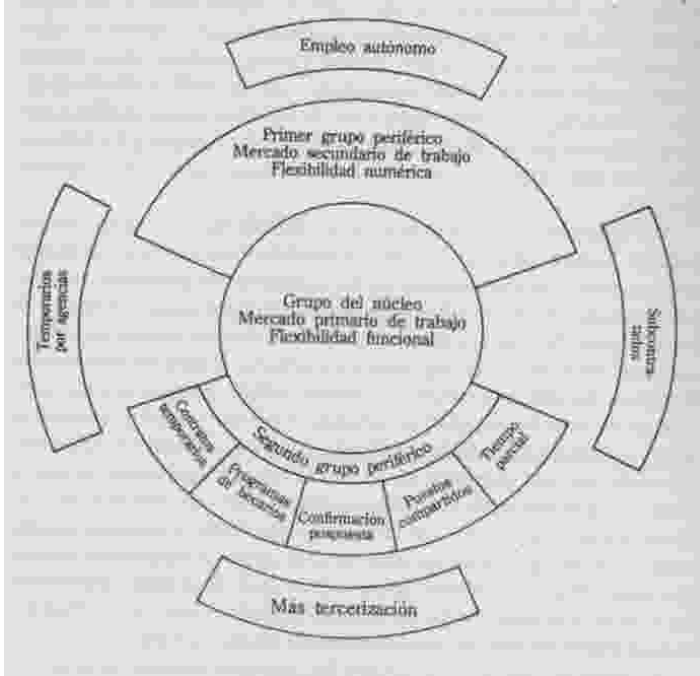 Empleo autónomo
Primer grupo periférico
Mercado secundario de trabajo
Flexibilidad numérica
Temporarios
por agencias
Grupo del núcleo
Mercado primario de trabajo
Flexibilidad funcional
Subcontra-
tados
Segundo grupo periférico
Contratos
temporarios
Programas
de becarios
Confirmación
pospuesta
Puestos
compartidos
Tiempo
parcial
Más tercerización